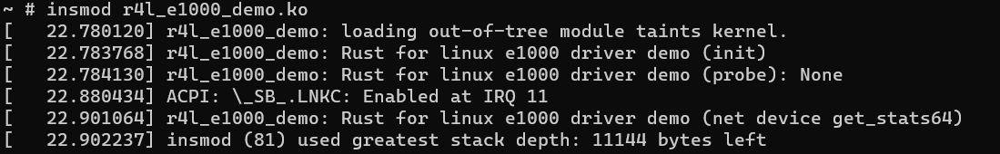 ~ # insmod r4l_e1000_demo.ko
[   22.780120] r4l_e1000_demo: loading out-of-tree module taints kernel.
[   22.783768] r4l_e1000_demo: Rust for linux e1000 driver demo (init)
[   22.784130] r4l_e1000_demo: Rust for linux e1000 driver demo (probe): None
[   22.880434] ACPI: \_SB_.LNKC: Enabled at IRQ 11
[   22.901064] r4l_e1000_demo: Rust for linux e1000 driver demo (net device get_stats64)
[   22.902237] insmod (81) used greatest stack depth: 11144 bytes left